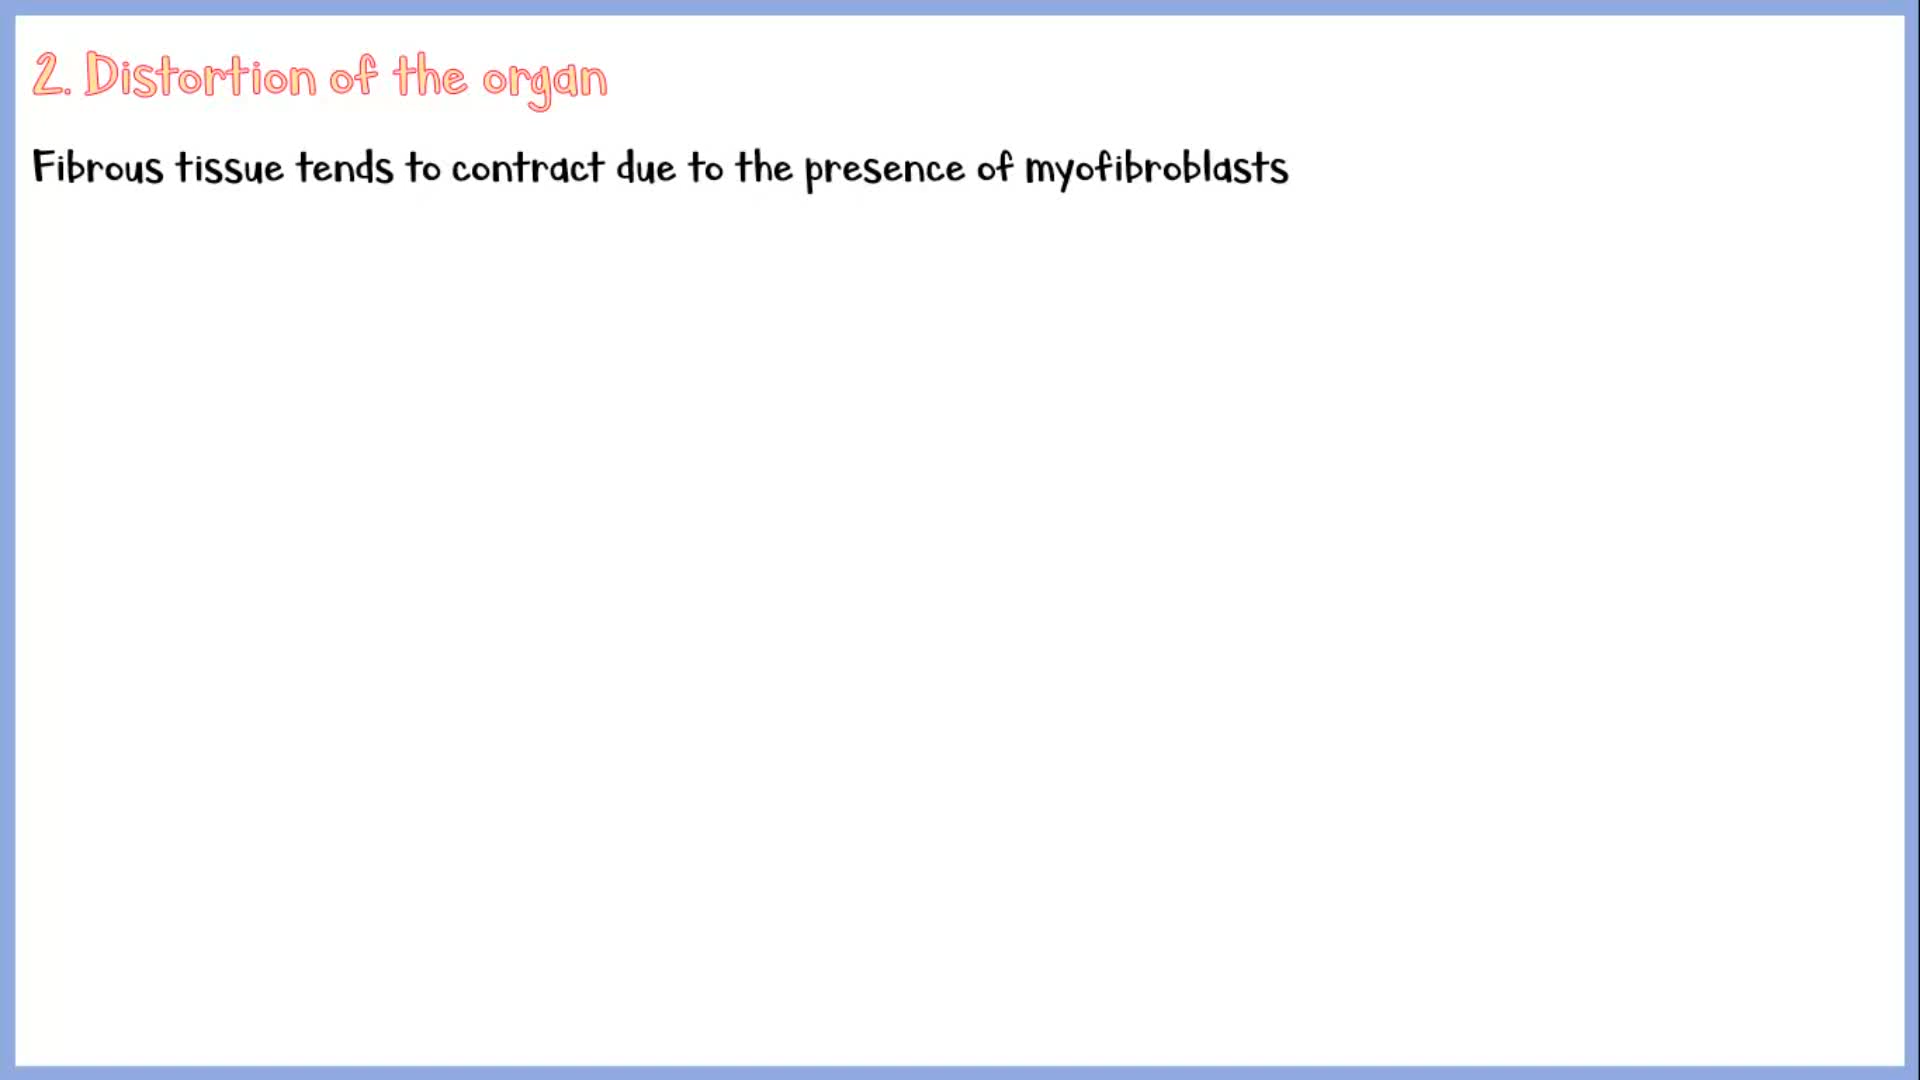 2. Distortion of the organ
Fibrous tissue tends to contract due to the presence of myofibroblasts